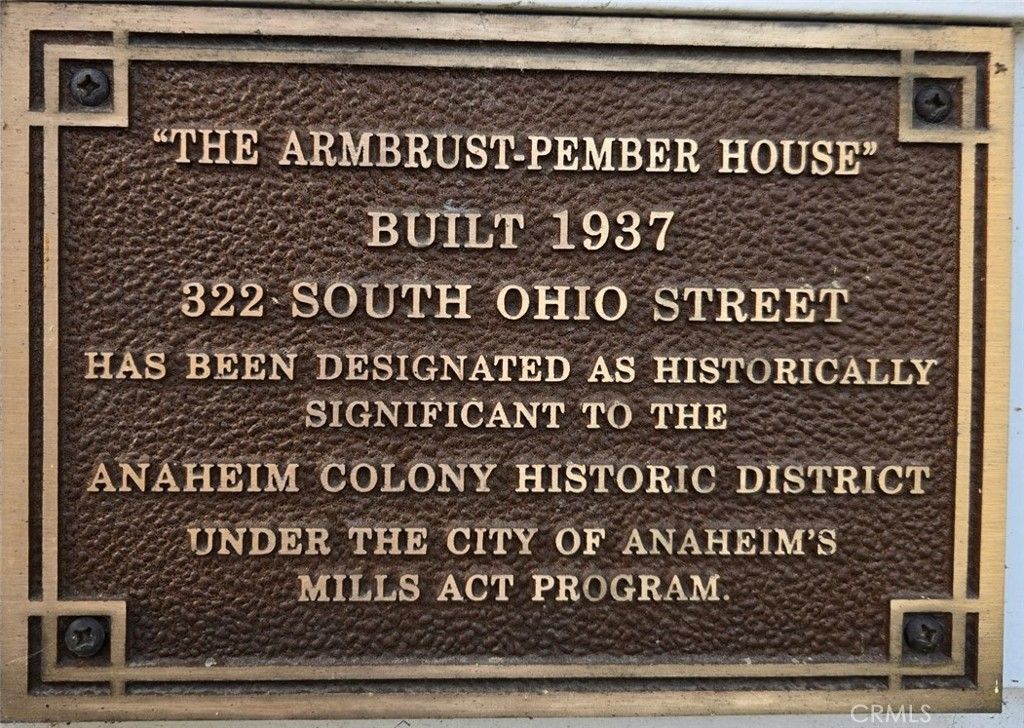 “THE ARMBRUST-PEMBER HOUSE”
BUILT 1937
322 SOUTH OHIO STREET
HAS BEEN DESIGNATED AS HISTORICALLY
SIGNIFICANT TO THE
ANAHEIM COLONY HISTORIC DISTRICT
UNDER THE CITY OF ANAHEIM’S
MILLS ACT PROGRAM.
CRMLS